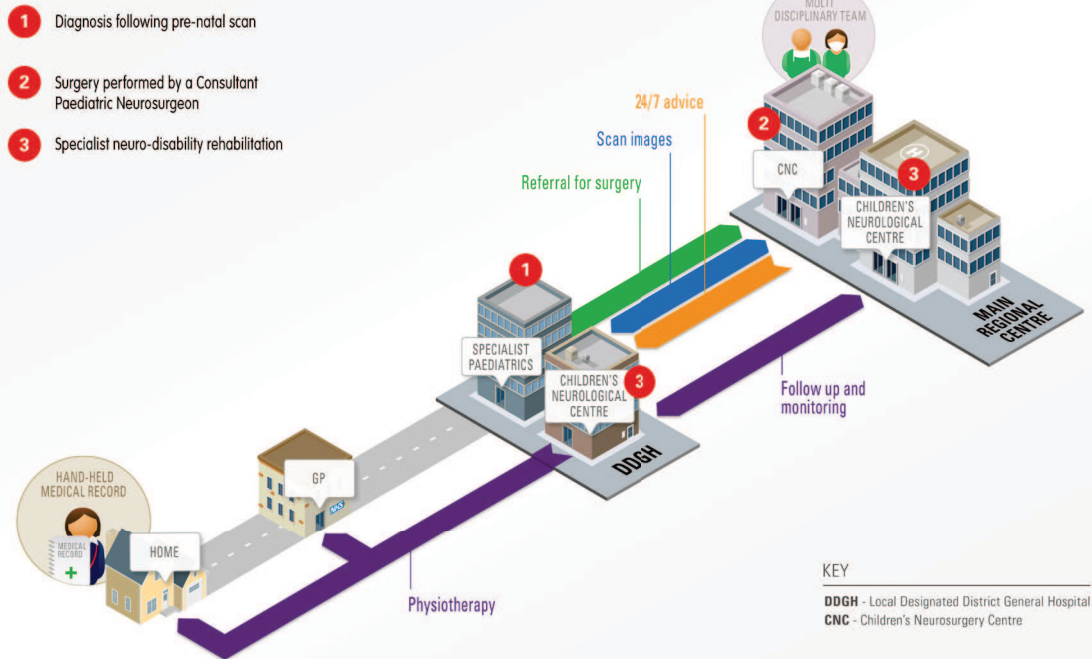 1 Diagnosis following pre-natal scan
2 Surgery performed by a Consultant
Paediatric Neurosurgeon
3 Specialist neuro-disability rehabilitation
MULTI
DISCIPLINARY TEAM
24/7 advice
Scan images
Referral for surgery
2
CNC
H
3
CHILDREN'S
NEUROLOGICAL
CENTRE
MAIN
REGIONAL
CENTRE
1
SPECIALIST
PAEDIATRICS
3
CHILDREN'S
NEUROLOGICAL
CENTRE
DDGH
Follow up and
monitoring
GP
NHS
HAND-HELD
MEDICAL RECORD
MEDICAL
RECORD
HOME
Physiotherapy
KEY
DDGH - Local Designated District General Hospital
CNC - Children's Neurosurgery Centre